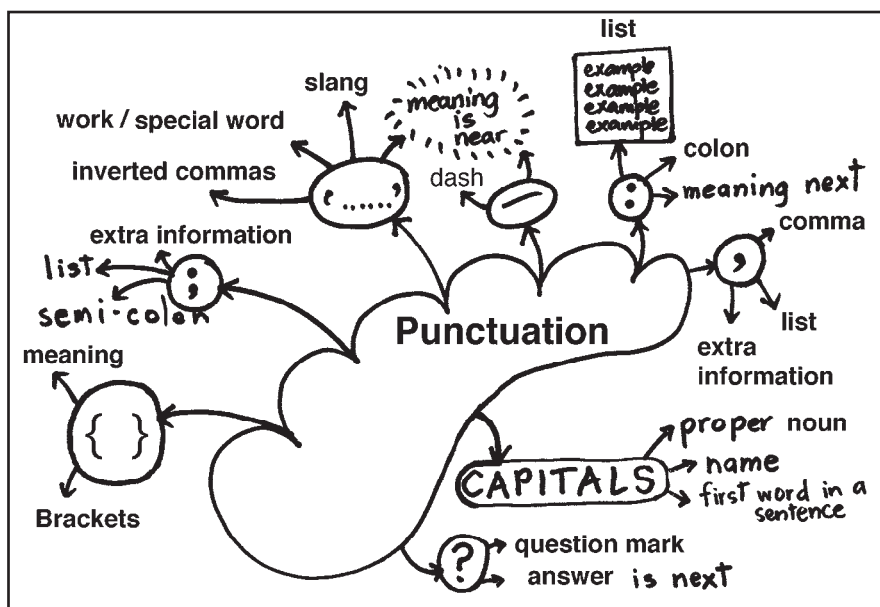 list
example
example
example
example
slang
meaning
is
near
work / special word
inverted commas
‘ ...... ’
dash
–
:
colon
meaning next
comma
,
list
extra
information
extra information
list
;
semi-colon
Punctuation
meaning
{ }
Brackets
CAPITALS
proper noun
name
first word in a
sentence
?
question mark
answer is next